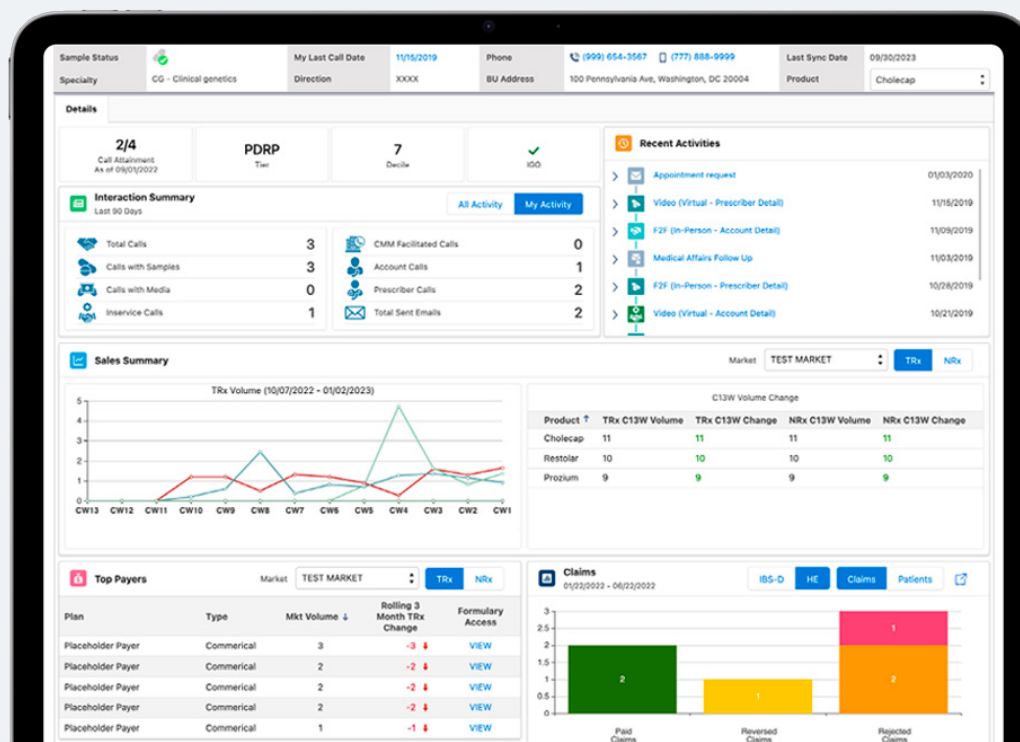 Sample Status
My Last Call Date 11/15/2019
Phone (999) 654-3567 (777) 888-9999
Last Sync Date 09/30/2023
Specialty CG - Clinical genetics
Direction XXXX
BU Address 100 Pennsylvania Ave, Washington, DC 20004
Product Cholecap
Details
2/4
Call Attainment
As of 09/01/2022
PDRP
Tier
7
Decile
IGO
Recent Activities
Appointment request 01/03/2020
Video (Virtual - Prescriber Detail) 11/15/2019
F2F (In-Person - Account Detail) 11/09/2019
Medical Affairs Follow Up 11/03/2019
F2F (In-Person - Prescriber Detail) 10/28/2019
Video (Virtual - Account Detail) 10/21/2019
Interaction Summary
Last 90 Days
All Activity My Activity
Total Calls 3
Calls with Samples 3
Calls with Media 0
Inservice Calls 1
CMM Facilitated Calls 0
Account Calls 1
Prescriber Calls 2
Total Sent Emails 2
Sales Summary
Market TEST MARKET TRx NRx
TRx Volume (10/07/2022 - 01/02/2023)
5
4
3
2
1
0
CW13 CW12 CW11 CW10 CW9 CW8 CW7 CW6 CW5 CW4 CW3 CW2 CW1
C13W Volume Change
Product TRx C13W Volume TRx C13W Change NRx C13W Volume NRx C13W Change
Cholecap 11 11 11 11
Restolar 10 10 10 10
Prozium 9 9 9 9
Top Payers
Market TEST MARKET TRx NRx
Plan Type Mkt Volume Rolling 3 Month TRx Change Formulary Access
Placeholder Payer Commerical 3 -3 VIEW
Placeholder Payer Commerical 2 -2 VIEW
Placeholder Payer Commerical 2 -2 VIEW
Placeholder Payer Commerical 2 -2 VIEW
Placeholder Payer Commerical 1 -1 VIEW
Claims
01/22/2022 - 06/22/2022
IBS-D HE Claims Patients
3
2.5
2
1.5
1
0.5
0
2
1
1
2
Paid Claims
Reversed Claims
Rejected Claims